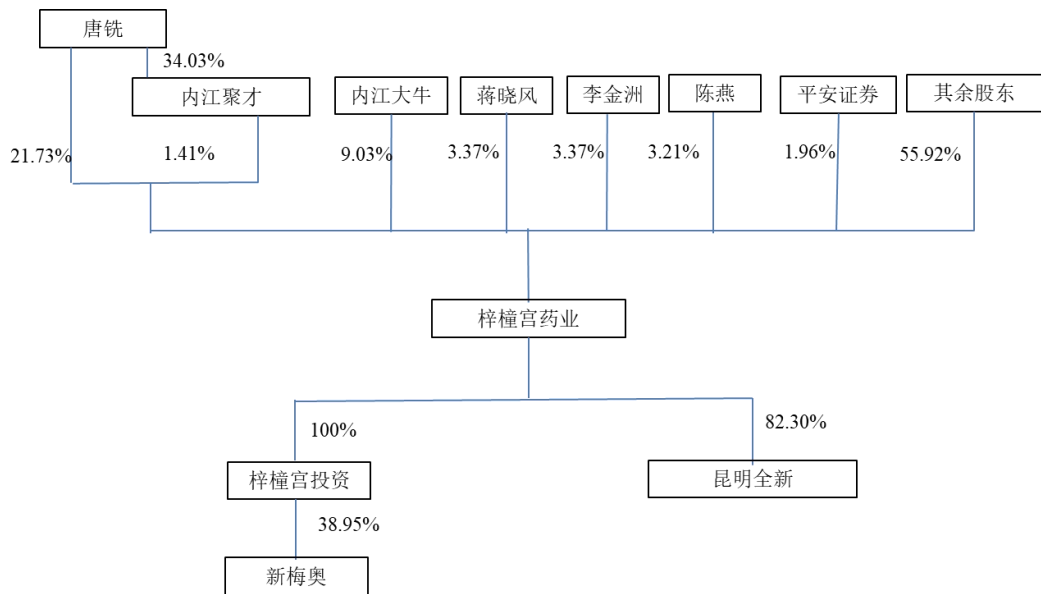 唐铣
34.03%
内江聚才
内江大牛
蒋晓风
李金洲
陈燕
平安证券
其余股东
21.73%
1.41%
9.03%
3.37%
3.37%
3.21%
1.96%
55.92%
梓橦宫药业
100%
82.30%
梓橦宫投资
昆明全新
38.95%
新梅奥